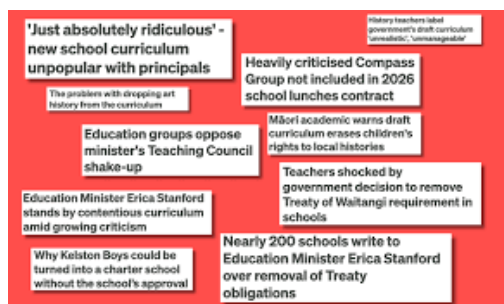 'Just absolutely ridiculous' -
new school curriculum
unpopular with principals
History teachers label
government's draft curriculum
'unrealistic', 'unmanageable'
Heavily criticised Compass
Group not included in 2026
school lunches contract
The problem with dropping art
history from the curriculum
Māori academic warns draft
curriculum erases children's
rights to local histories
Education groups oppose
minister's Teaching Council
shake-up
Teachers shocked by
government decision to remove
Treaty of Waitangi requirement in
schools
Education Minister Erica Stanford
stands by contentious curriculum
amid growing criticism
Nearly 200 schools write to
Education Minister Erica Stanford
over removal of Treaty
obligations
Why Kelston Boys could be
turned into a charter school
without the school's approval